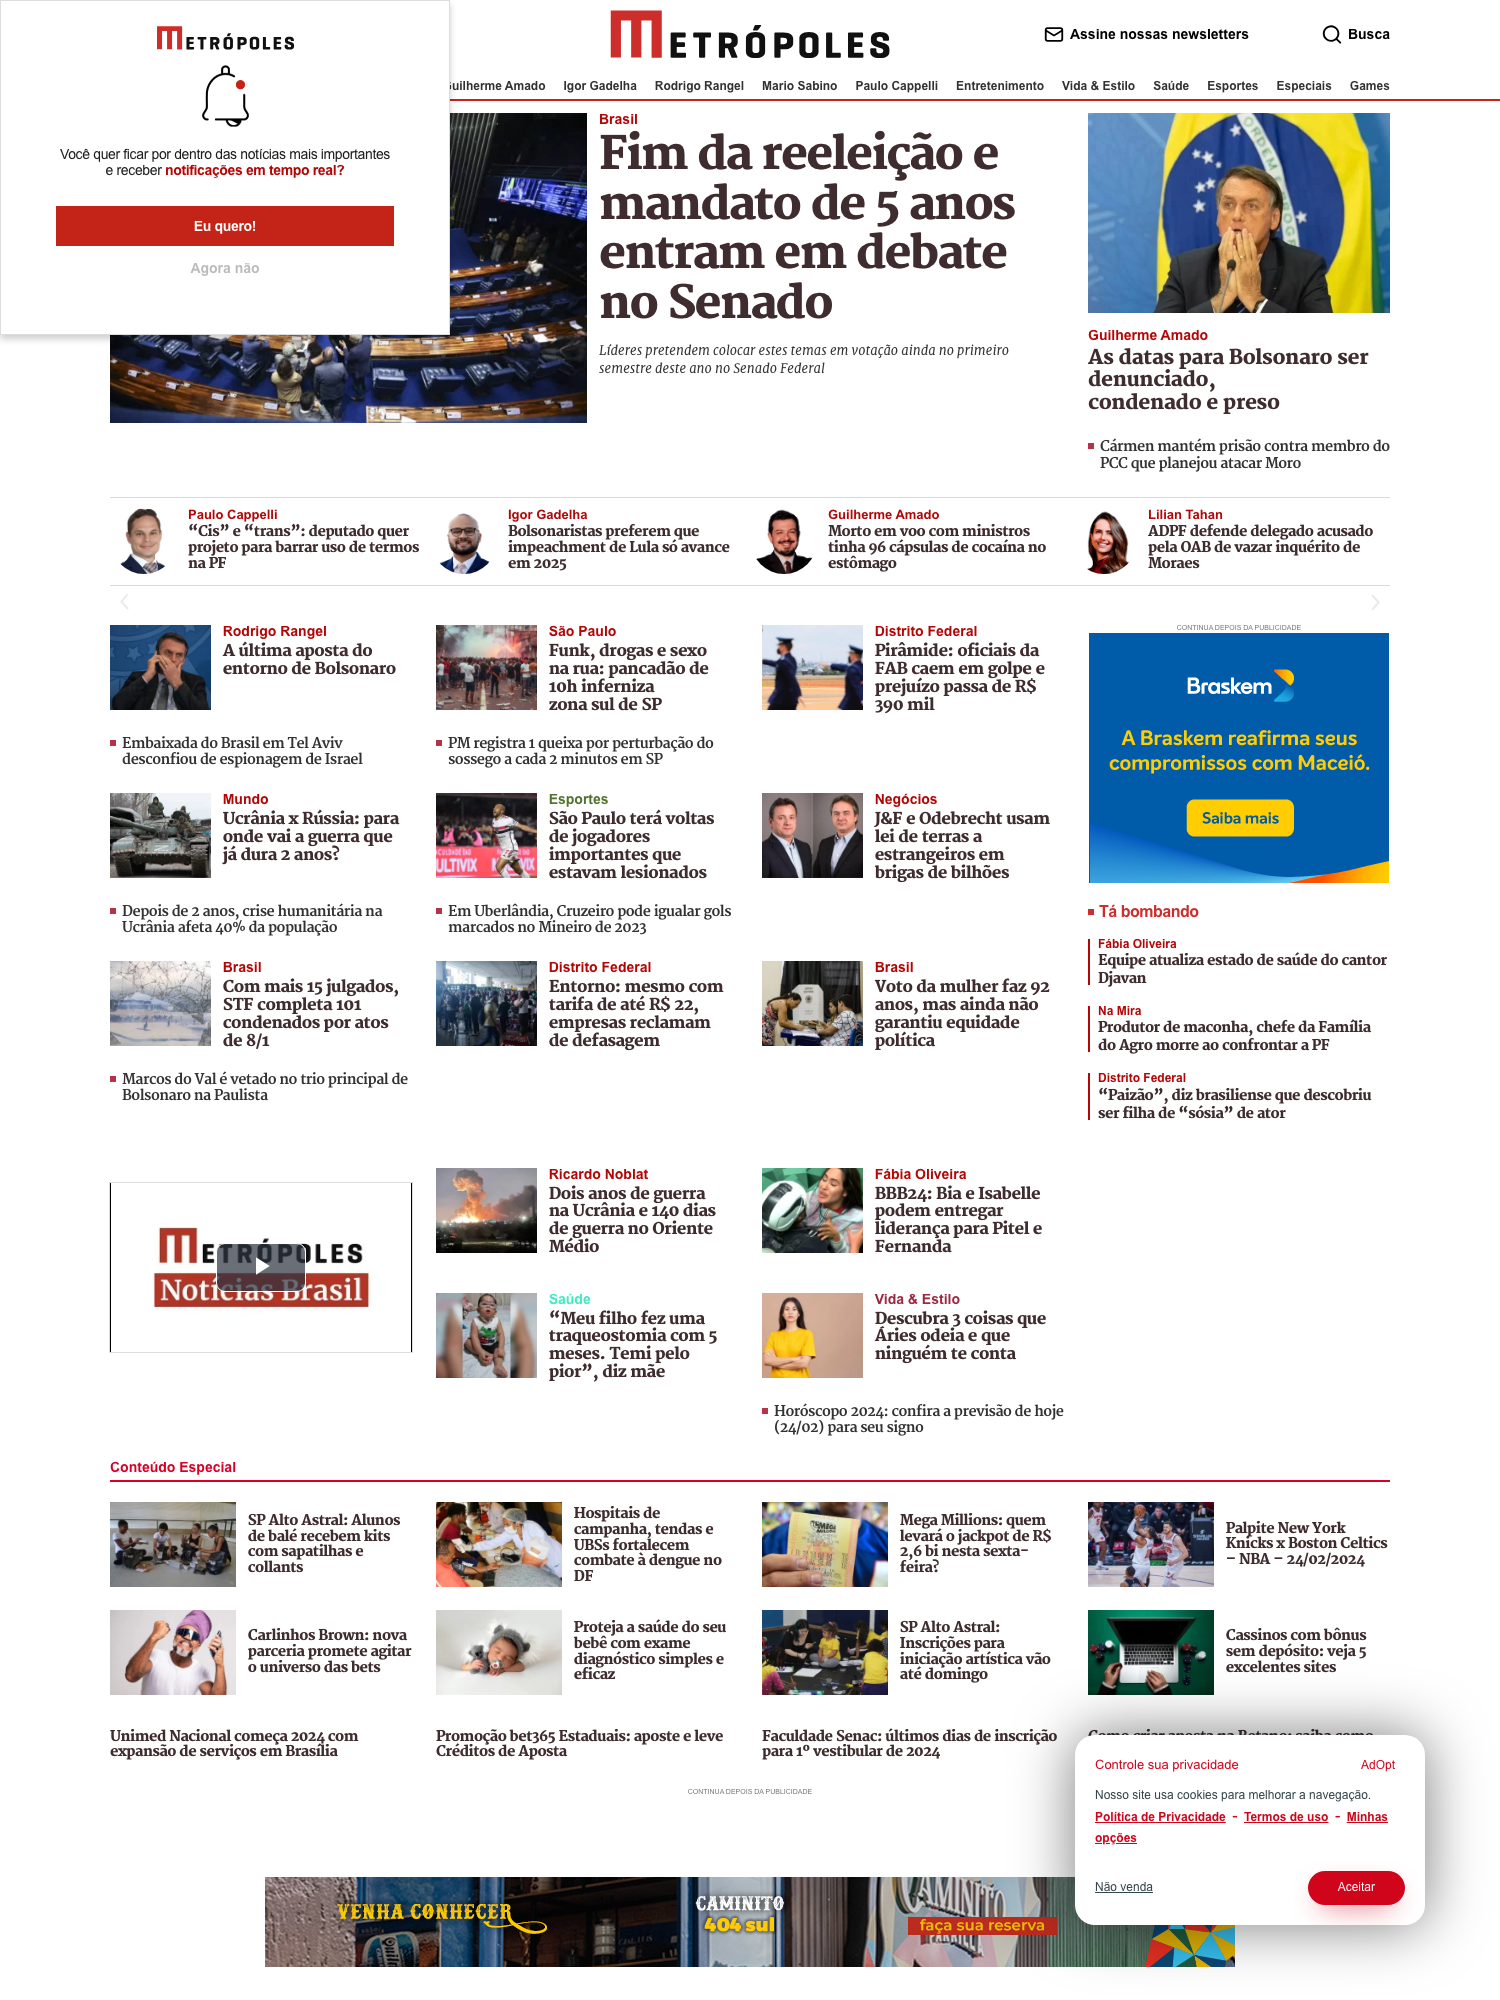 METRÓPOLES
Você quer ficar por dentro das notícias mais importantes
e receber notificações em tempo real?
Eu quero!
Agora não
METRÓPOLES
Assine nossas newsletters
Busca
Guilherme Amado Igor Gadelha Rodrigo Rangel Mario Sabino Paulo Cappelli Entretenimento Vida & Estilo Saúde Esportes Especiais Games
Brasil
Fim da reeleição e
mandato de 5 anos
entram em debate
no Senado
Líderes pretendem colocar estes temas em votação ainda no primeiro
semestre deste ano no Senado Federal
Guilherme Amado
As datas para Bolsonaro ser
denunciado,
condenado e preso
Cármen mantém prisão contra membro do
PCC que planejou atacar Moro
Paulo Cappelli
“Cis” e “trans”: deputado quer
projeto para barrar uso de termos
na PF
Igor Gadelha
Bolsonaristas preferem que
impeachment de Lula só avance
em 2025
Guilherme Amado
Morto em voo com ministros
tinha 96 cápsulas de cocaína no
estômago
Lilian Tahan
ADPF defende delegado acusado
pela OAB de vazar inquérito de
Moraes
Rodrigo Rangel
A última aposta do
entorno de Bolsonaro
Embaixada do Brasil em Tel Aviv
desconfiou de espionagem de Israel
São Paulo
Funk, drogas e sexo
na rua: pancadão de
10h inferniza
zona sul de SP
PM registra 1 queixa por perturbação do
sossego a cada 2 minutos em SP
Distrito Federal
Pirâmide: oficiais da
FAB caem em golpe e
prejuízo passa de R$
390 mil
CONTINUA DEPOIS DA PUBLICIDADE
Braskem
A Braskem reafirma seus
compromissos com Maceió.
Saiba mais
Mundo
Ucrânia x Rússia: para
onde vai a guerra que
já dura 2 anos?
Depois de 2 anos, crise humanitária na
Ucrânia afeta 40% da população
Esportes
São Paulo terá voltas
de jogadores
importantes que
estavam lesionados
Em Uberlândia, Cruzeiro pode igualar gols
marcados no Mineiro de 2023
Negócios
J&F e Odebrecht usam
lei de terras a
estrangeiros em
brigas de bilhões
Tá bombando
Fábia Oliveira
Equipe atualiza estado de saúde do cantor
Djavan
Na Mira
Produtor de maconha, chefe da Família
do Agro morre ao confrontar a PF
Distrito Federal
“Paizão”, diz brasiliense que descobriu
ser filha de “sósia” de ator
Brasil
Com mais 15 julgados,
STF completa 101
condenados por atos
de 8/1
Marcos do Val é vetado no trio principal de
Bolsonaro na Paulista
Distrito Federal
Entorno: mesmo com
tarifa de até R$ 22,
empresas reclamam
de defasagem
Brasil
Voto da mulher faz 92
anos, mas ainda não
garantiu equidade
política
METRÓPOLES
Notícias Brasil
Ricardo Noblat
Dois anos de guerra
na Ucrânia e 140 dias
de guerra no Oriente
Médio
Fábia Oliveira
BBB24: Bia e Isabelle
podem entregar
liderança para Pitel e
Fernanda
Saúde
“Meu filho fez uma
traqueostomia com 5
meses. Temi pelo
pior”, diz mãe
Vida & Estilo
Descubra 3 coisas que
Áries odeia e que
ninguém te conta
Horóscopo 2024: confira a previsão de hoje
(24/02) para seu signo
Conteúdo Especial
SP Alto Astral: Alunos
de balé recebem kits
com sapatilhas e
collants
Hospitais de
campanha, tendas e
UBSs fortalecem
combate à dengue no
DF
Mega Millions: quem
levará o jackpot de R$
2,6 bi nesta sexta-
feira?
Palpite New York
Knicks x Boston Celtics
– NBA – 24/02/2024
Carlinhos Brown: nova
parceria promete agitar
o universo das bets
Proteja a saúde do seu
bebê com exame
diagnóstico simples e
eficaz
SP Alto Astral:
Inscrições para
iniciação artística vão
até domingo
Cassinos com bônus
sem depósito: veja 5
excelentes sites
Unimed Nacional começa 2024 com
expansão de serviços em Brasília
Promoção bet365 Estaduais: aposte e leve
Créditos de Aposta
Faculdade Senac: últimos dias de inscrição
para 1º vestibular de 2024
Como criar aposta na Betano: saiba como
CONTINUA DEPOIS DA PUBLICIDADE
Controle sua privacidade
AdOpt
Nosso site usa cookies para melhorar a navegação.
Política de Privacidade - Termos de uso - Minhas
opções
Não venda
Aceitar
VENHA CONHECER
CAMINITO
404 sul
CAMINITO
PARRILLA
faça sua reserva